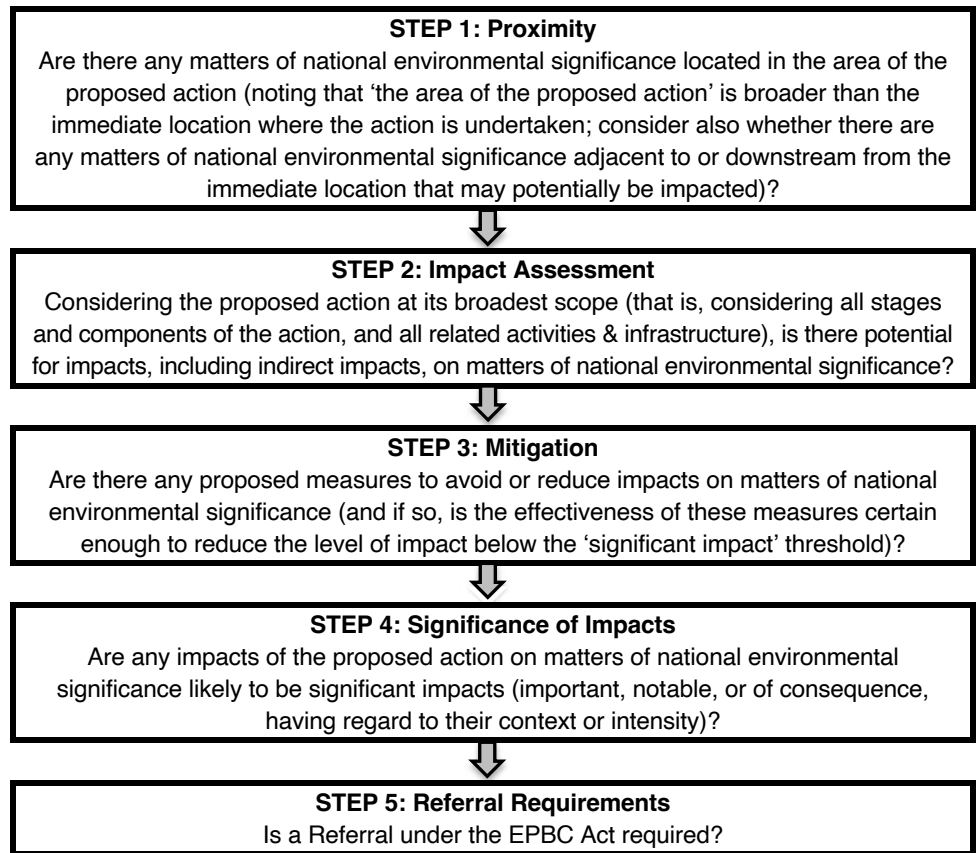 STEP 1: Proximity
Are there any matters of national environmental significance located in the area of the
proposed action (noting that ‘the area of the proposed action’ is broader than the
immediate location where the action is undertaken; consider also whether there are
any matters of national environmental significance adjacent to or downstream from the
immediate location that may potentially be impacted)?
STEP 2: Impact Assessment
Considering the proposed action at its broadest scope (that is, considering all stages
and components of the action, and all related activities & infrastructure), is there potential
for impacts, including indirect impacts, on matters of national environmental significance?
STEP 3: Mitigation
Are there any proposed measures to avoid or reduce impacts on matters of national
environmental significance (and if so, is the effectiveness of these measures certain
enough to reduce the level of impact below the ‘significant impact’ threshold)?
STEP 4: Significance of Impacts
Are any impacts of the proposed action on matters of national environmental
significance likely to be significant impacts (important, notable, or of consequence,
having regard to their context or intensity)?
STEP 5: Referral Requirements
Is a Referral under the EPBC Act required?